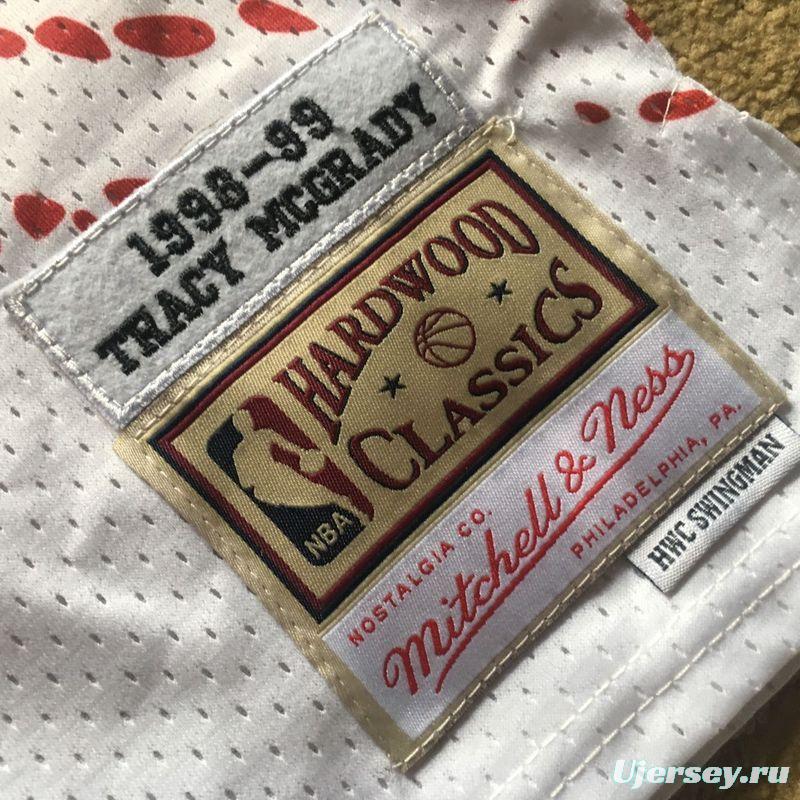 1998-99
TRACY MCGRADY
HARDWOOD
CLASSICS
NBA
NOSTALGIA CO.
Mitchell & Ness
PHILADELPHIA, PA.
HWC SWINGMAN
Ujersey.ru